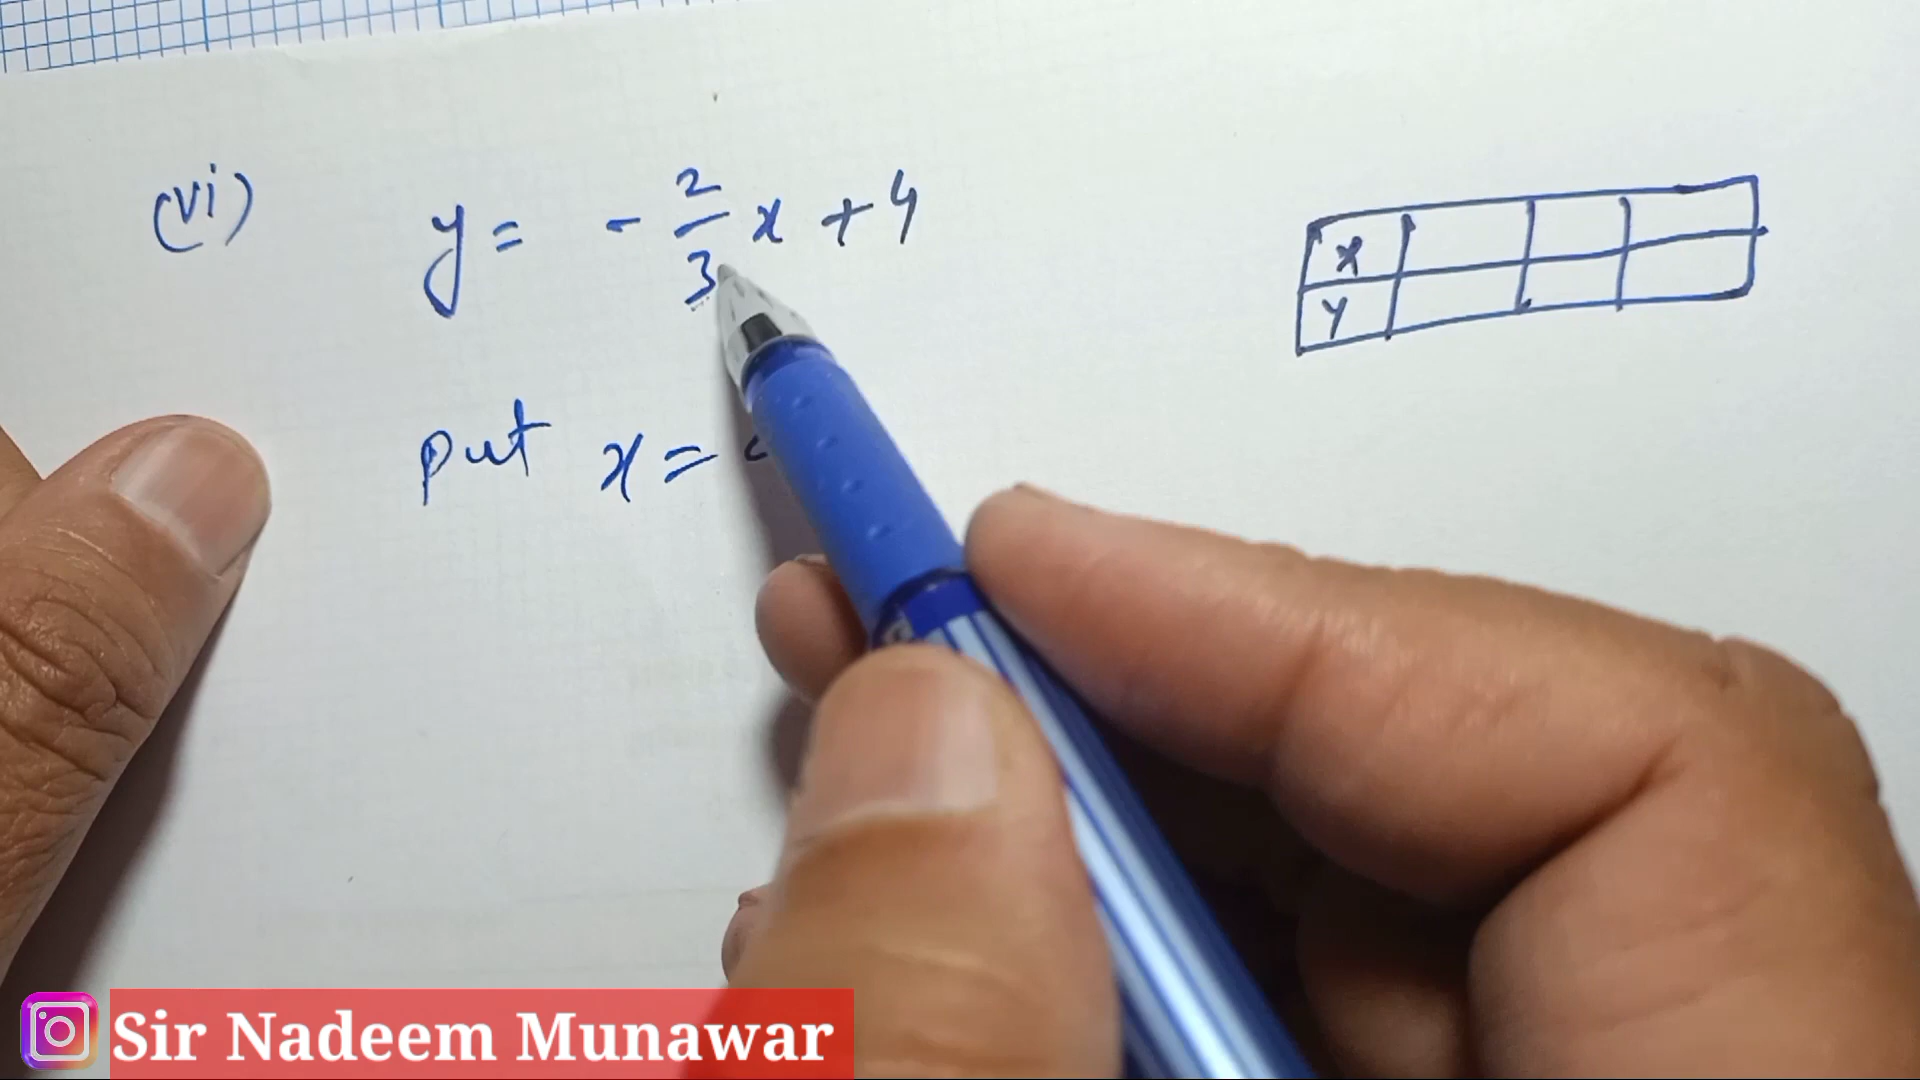 (vi) y = - 2/3 x + 4
X
Y
put x =
Sir Nadeem Munawar